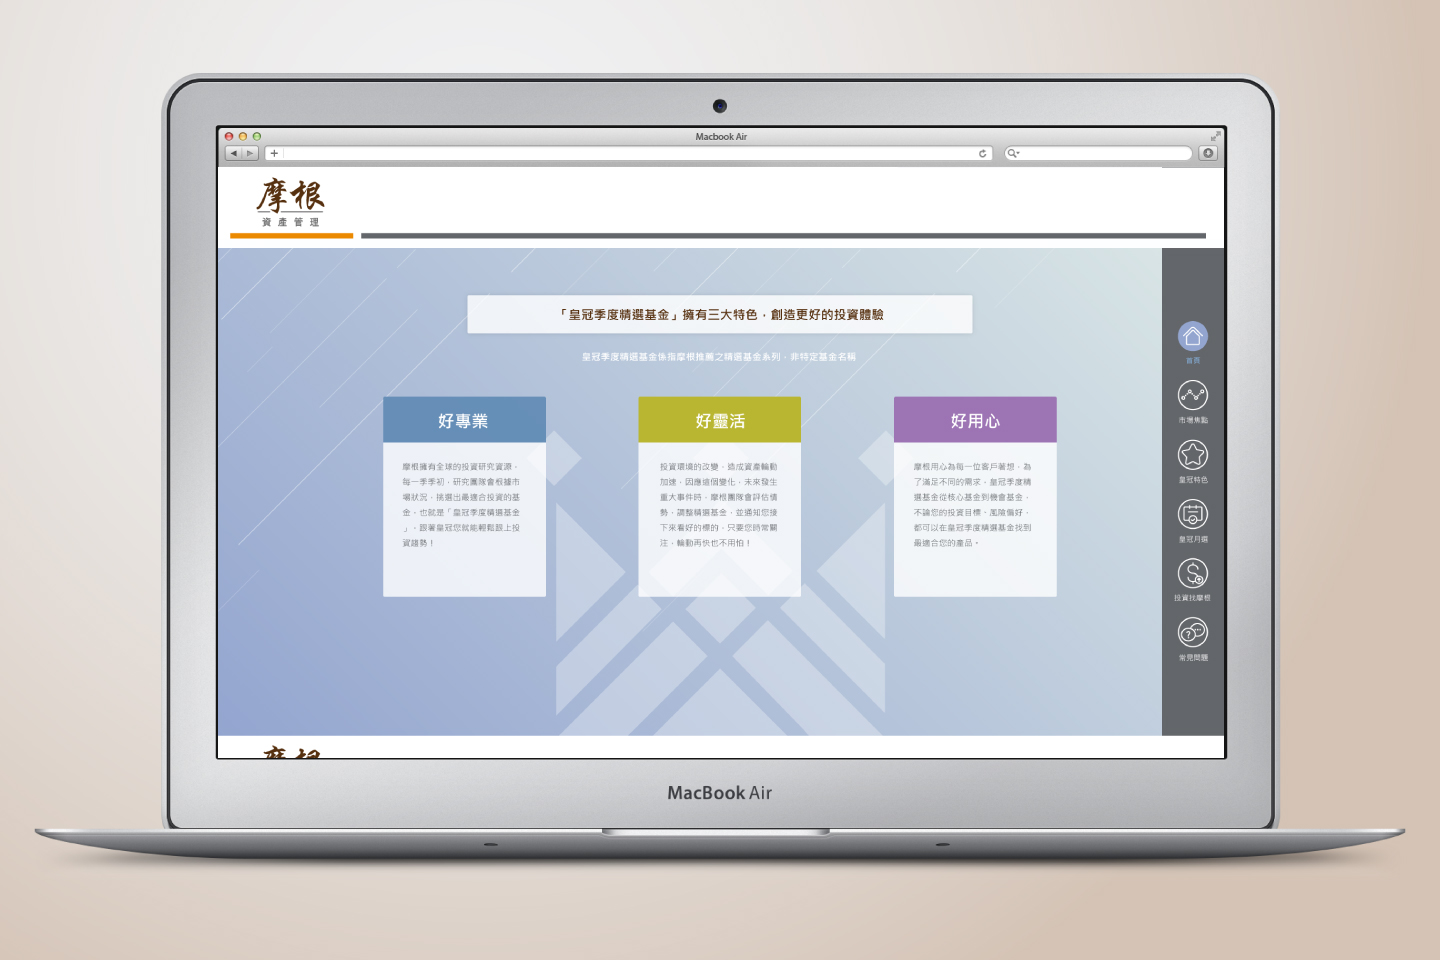 Macbook Air
摩根
資產管理
「皇冠季度精選基金」擁有三大特色，創造更好的投資體驗
皇冠季度精選基金係指摩根推薦之精選基金系列，非特定基金名稱
好專業
摩根擁有全球的投資研究資源，
每一季季初，研究團隊會根據市
場狀況，挑選出最適合投資的基
金，也就是「皇冠季度精選基金
」，跟著皇冠您就能輕鬆跟上投
資趨勢！
好靈活
投資環境的改變，造成資產輪動
加速，因應這個變化，未來發生
重大事件時，摩根團隊會評估情
勢，調整精選基金，並通知您接
下來看好的標的，只要您時常關
注，輪動再快也不用怕！
好用心
摩根用心為每一位客戶著想，為
了滿足不同的需求，皇冠季度精
選基金從核心基金到機會基金，
不論您的投資目標、風險偏好，
都可以在皇冠季度精選基金找到
最適合您的產品。
首頁
市場焦點
皇冠特色
皇冠月選
投資找摩根
常見問題
摩根
MacBook Air